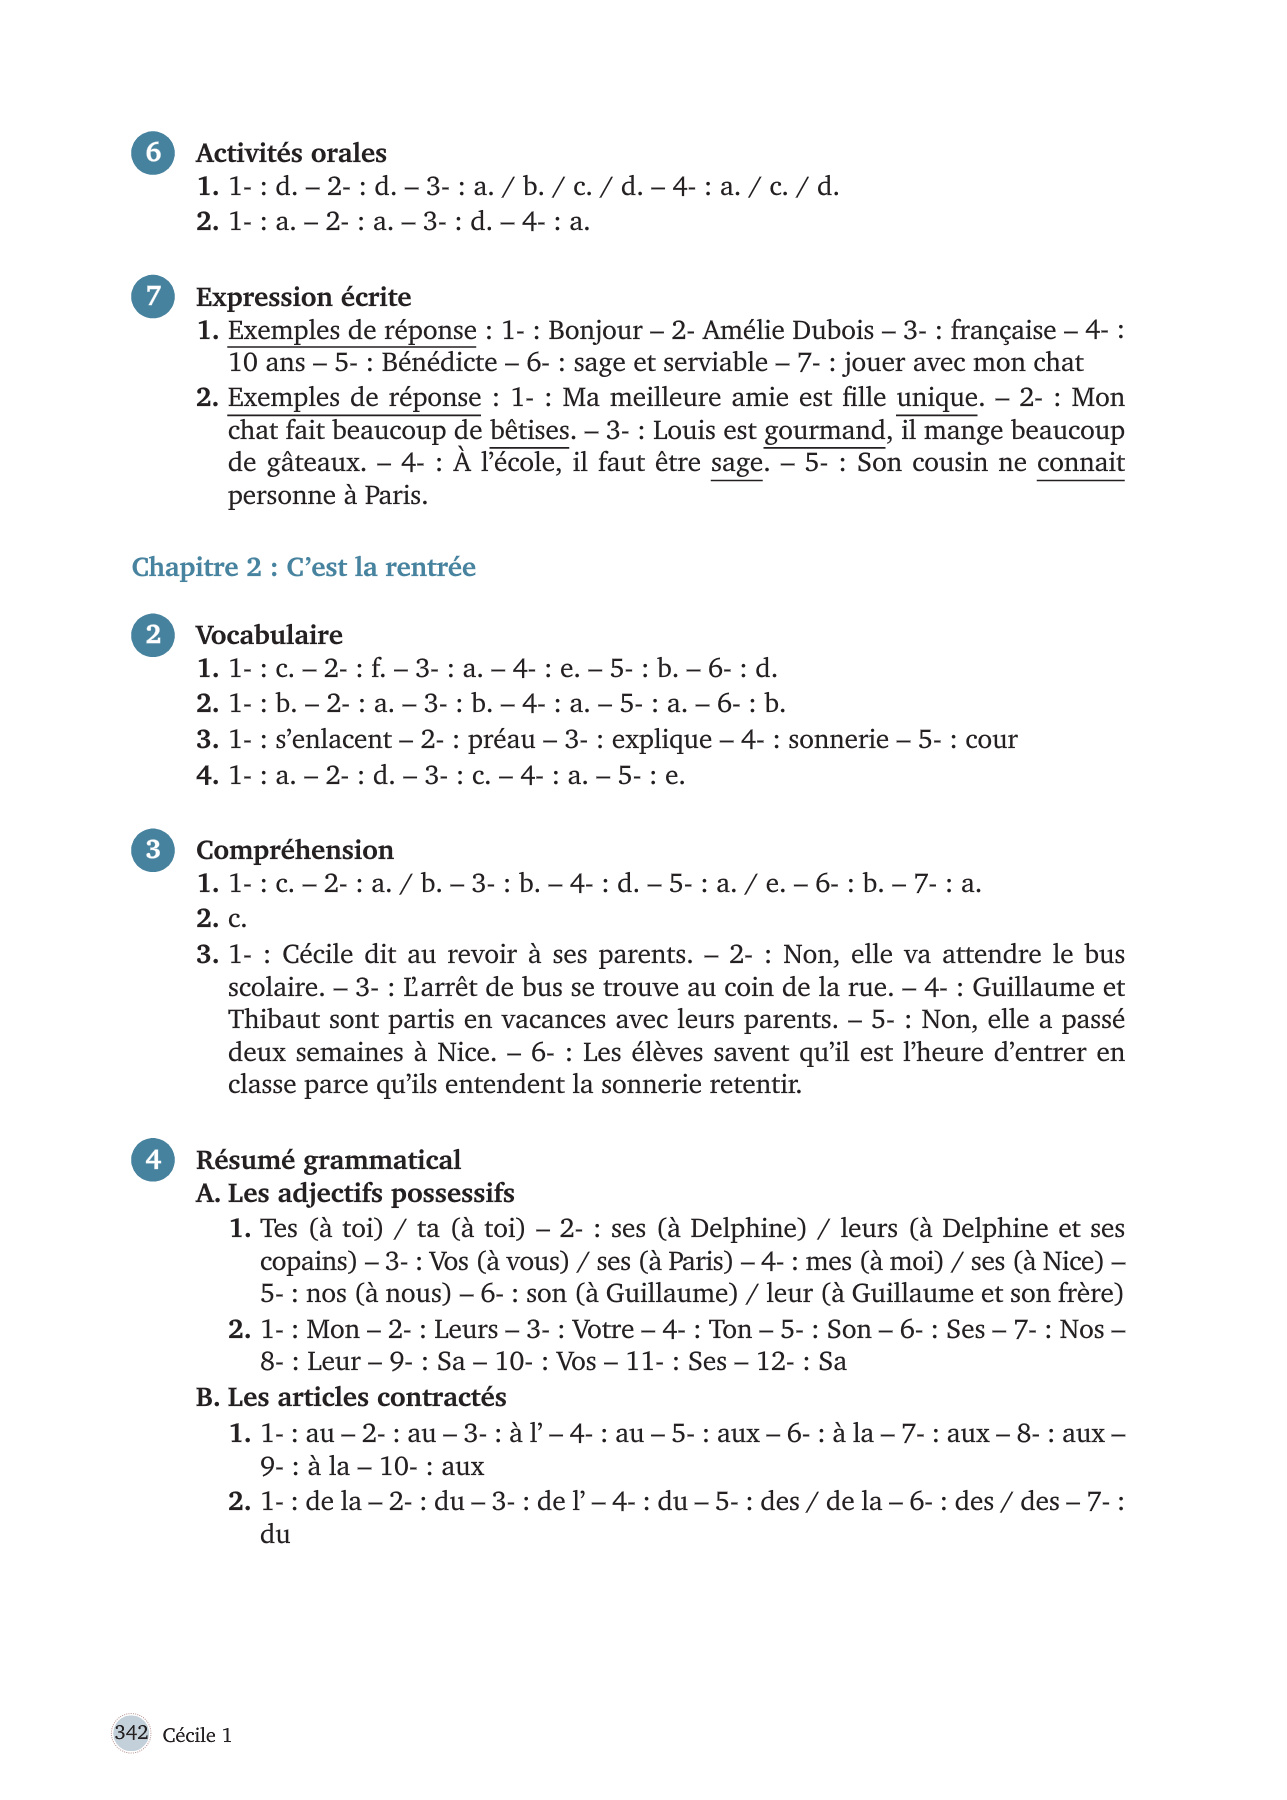 6 Activités orales
1. 1- : d. – 2- : d. – 3- : a. / b. / c. / d. – 4- : a. / c. / d.
2. 1- : a. – 2- : a. – 3- : d. – 4- : a.
7 Expression écrite
1. Exemples de réponse : 1- : Bonjour – 2- Amélie Dubois – 3- : française – 4- :
10 ans – 5- : Bénédicte – 6- : sage et serviable – 7- : jouer avec mon chat
2. Exemples de réponse : 1- : Ma meilleure amie est fille unique. – 2- : Mon
chat fait beaucoup de bêtises. – 3- : Louis est gourmand, il mange beaucoup
de gâteaux. – 4- : À l’école, il faut être sage. – 5- : Son cousin ne connait
personne à Paris.
Chapitre 2 : C’est la rentrée
2 Vocabulaire
1. 1- : c. – 2- : f. – 3- : a. – 4- : e. – 5- : b. – 6- : d.
2. 1- : b. – 2- : a. – 3- : b. – 4- : a. – 5- : a. – 6- : b.
3. 1- : s’enlacent – 2- : préau – 3- : explique – 4- : sonnerie – 5- : cour
4. 1- : a. – 2- : d. – 3- : c. – 4- : a. – 5- : e.
3 Compréhension
1. 1- : c. – 2- : a. / b. – 3- : b. – 4- : d. – 5- : a. / e. – 6- : b. – 7- : a.
2. c.
3. 1- : Cécile dit au revoir à ses parents. – 2- : Non, elle va attendre le bus
scolaire. – 3- : L’arrêt de bus se trouve au coin de la rue. – 4- : Guillaume et
Thibaut sont partis en vacances avec leurs parents. – 5- : Non, elle a passé
deux semaines à Nice. – 6- : Les élèves savent qu’il est l’heure d’entrer en
classe parce qu’ils entendent la sonnerie retentir.
4 Résumé grammatical
A. Les adjectifs possessifs
1. Tes (à toi) / ta (à toi) – 2- : ses (à Delphine) / leurs (à Delphine et ses
copains) – 3- : Vos (à vous) / ses (à Paris) – 4- : mes (à moi) / ses (à Nice) –
5- : nos (à nous) – 6- : son (à Guillaume) / leur (à Guillaume et son frère)
2. 1- : Mon – 2- : Leurs – 3- : Votre – 4- : Ton – 5- : Son – 6- : Ses – 7- : Nos –
8- : Leur – 9- : Sa – 10- : Vos – 11- : Ses – 12- : Sa
B. Les articles contractés
1. 1- : au – 2- : au – 3- : à l’ – 4- : au – 5- : aux – 6- : à la – 7- : aux – 8- : aux –
9- : à la – 10- : aux
2. 1- : de la – 2- : du – 3- : de l’ – 4- : du – 5- : des / de la – 6- : des / des – 7- :
du
342 Cécile 1